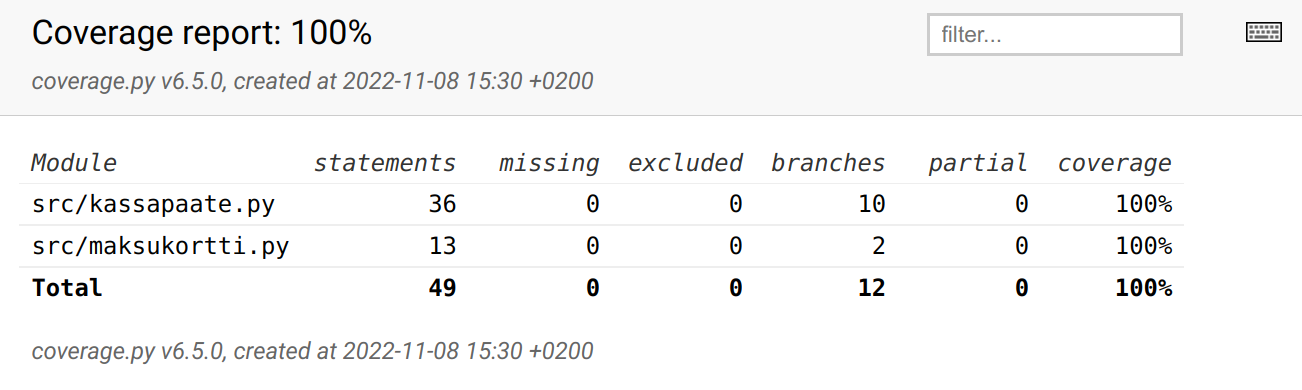 Coverage report: 100%
filter...
coverage.py v6.5.0, created at 2022-11-08 15:30 +0200
Module statements missing excluded branches partial coverage
src/kassapaate.py 36 0 0 10 0 100%
src/maksukortti.py 13 0 0 2 0 100%
Total 49 0 0 12 0 100%
coverage.py v6.5.0, created at 2022-11-08 15:30 +0200